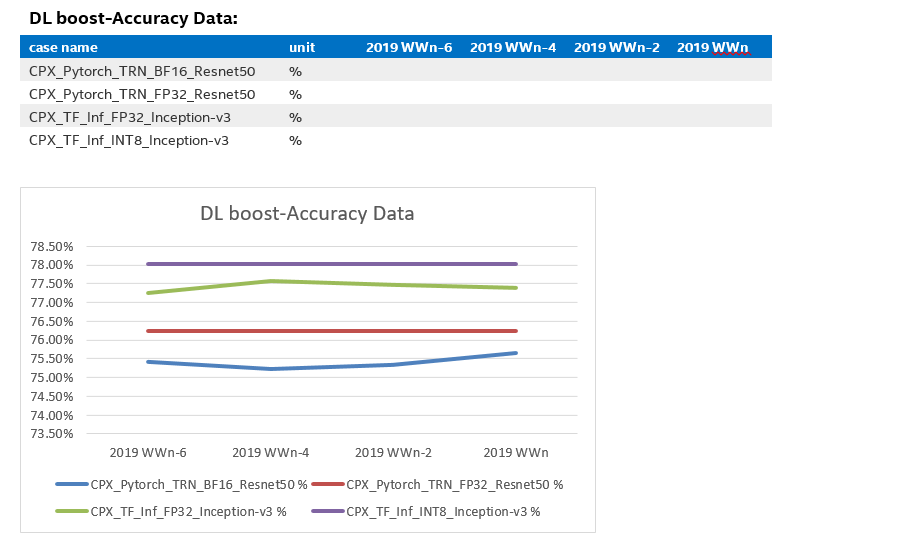 DL boost-Accuracy Data:
case name unit 2019 WWn-6 2019 WWn-4 2019 WWn-2 2019 WWn
CPX_Pytorch_TRN_BF16_Resnet50 %
CPX_Pytorch_TRN_FP32_Resnet50 %
CPX_TF_Inf_FP32_Inception-v3 %
CPX_TF_Inf_INT8_Inception-v3 %
DL boost-Accuracy Data
78.50%
78.00%
77.50%
77.00%
76.50%
76.00%
75.50%
75.00%
74.50%
74.00%
73.50%
2019 WWn-6 2019 WWn-4 2019 WWn-2 2019 WWn
CPX_Pytorch_TRN_BF16_Resnet50 % CPX_Pytorch_TRN_FP32_Resnet50 %
CPX_TF_Inf_FP32_Inception-v3 % CPX_TF_Inf_INT8_Inception-v3 %